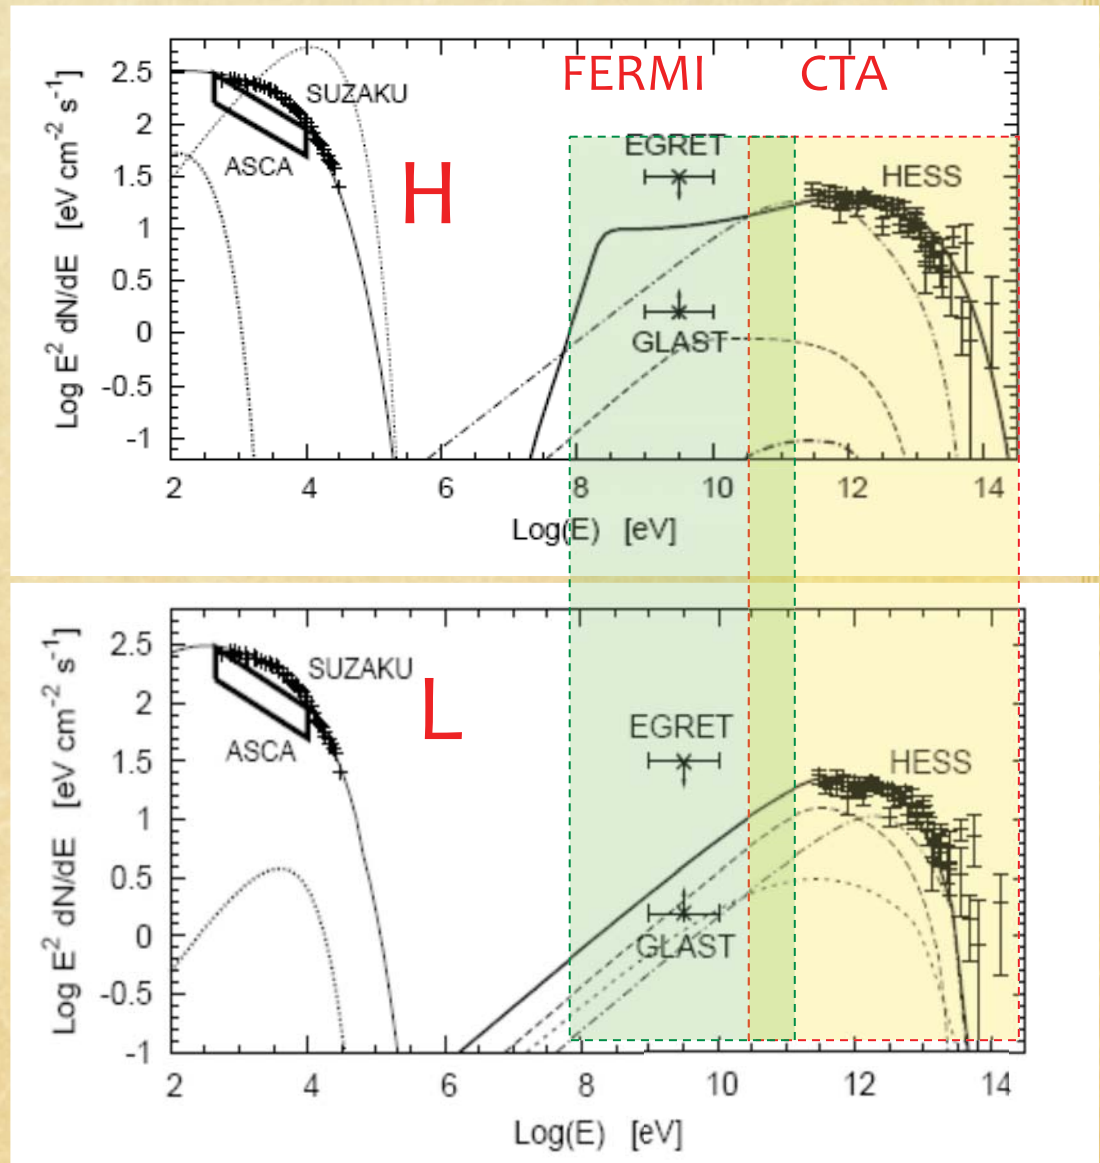 FERMI CTA
2.5
2
1.5
1
0.5
0
-0.5
-1
Log E² dN/dE [eV cm⁻² s⁻¹]
SUZAKU
ASCA
H
EGRET
GLAST
HESS
2 4 6 8 10 12 14
Log(E) [eV]
2.5
2
1.5
1
0.5
0
-0.5
-1
Log E² dN/dE [eV cm⁻² s⁻¹]
SUZAKU
ASCA
L
EGRET
GLAST
HESS
2 4 6 8 10 12 14
Log(E) [eV]